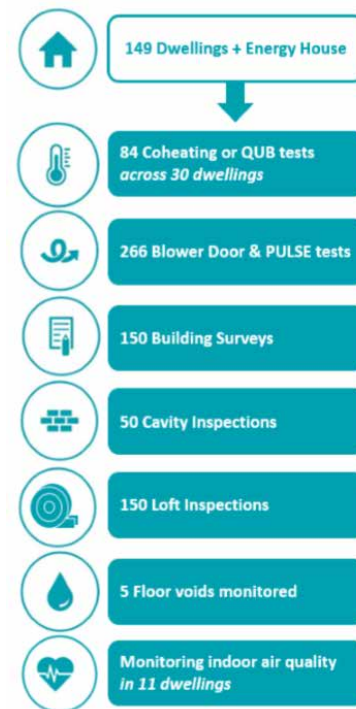 149 Dwellings + Energy House
84 Coheating or QUB tests
across 30 dwellings
266 Blower Door & PULSE tests
150 Building Surveys
50 Cavity Inspections
150 Loft Inspections
5 Floor voids monitored
Monitoring indoor air quality
in 11 dwellings